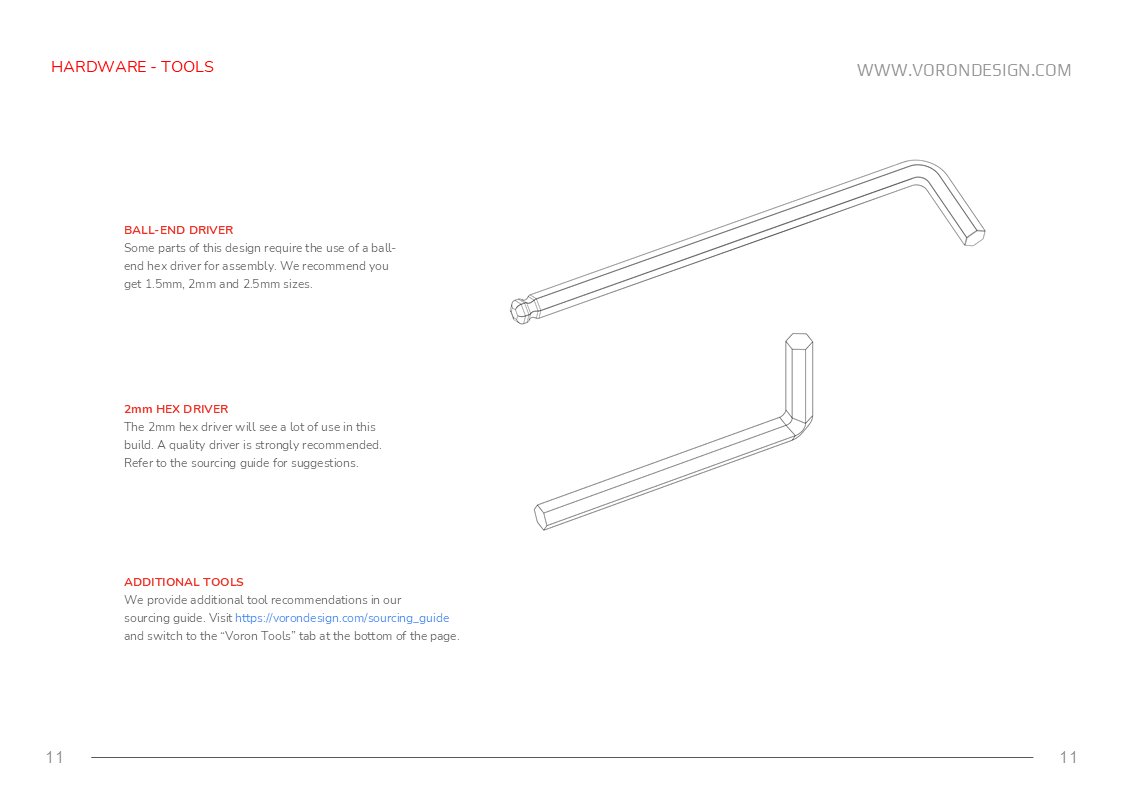 HARDWARE - TOOLS
WWW.VORONDESIGN.COM
BALL-END DRIVER
Some parts of this design require the use of a ball-
end hex driver for assembly. We recommend you
get 1.5mm, 2mm and 2.5mm sizes.
2mm HEX DRIVER
The 2mm hex driver will see a lot of use in this
build. A quality driver is strongly recommended.
Refer to the sourcing guide for suggestions.
ADDITIONAL TOOLS
We provide additional tool recommendations in our
sourcing guide. Visit https://vorondesign.com/sourcing_guide
and switch to the “Voron Tools” tab at the bottom of the page.
11
11